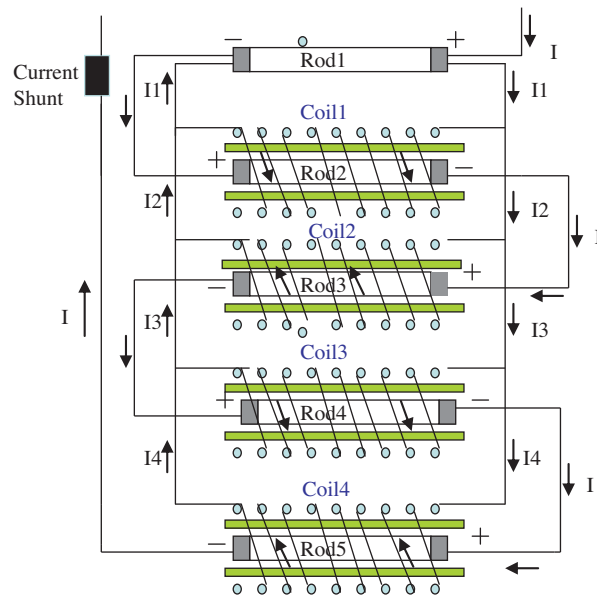 − +
Rod1
I
Current
Shunt
I1 I1
Coil1
+ −
Rod2
I2 I2
Coil2
I
− +
Rod3
I
I3 I3
Coil3
+ −
Rod4
I4 I4
Coil4
I
− +
Rod5